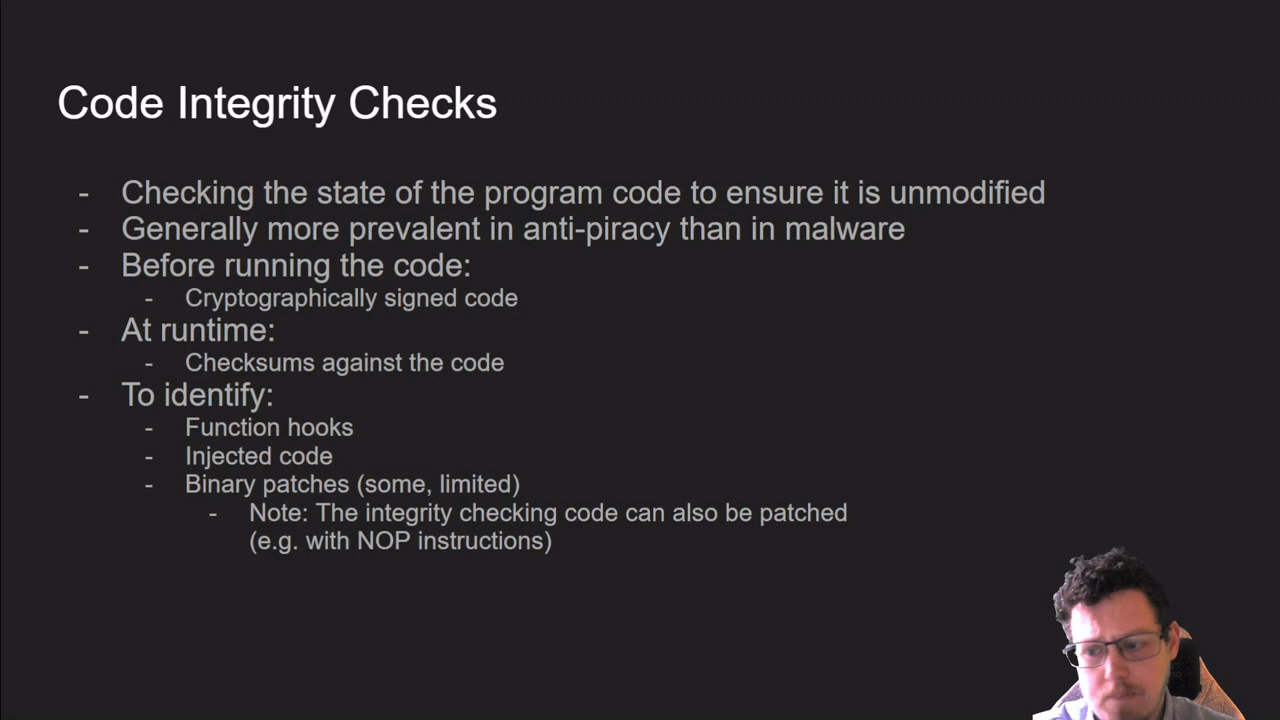 Code Integrity Checks
- Checking the state of the program code to ensure it is unmodified
- Generally more prevalent in anti-piracy than in malware
- Before running the code:
- Cryptographically signed code
- At runtime:
- Checksums against the code
- To identify:
- Function hooks
- Injected code
- Binary patches (some, limited)
- Note: The integrity checking code can also be patched
(e.g. with NOP instructions)